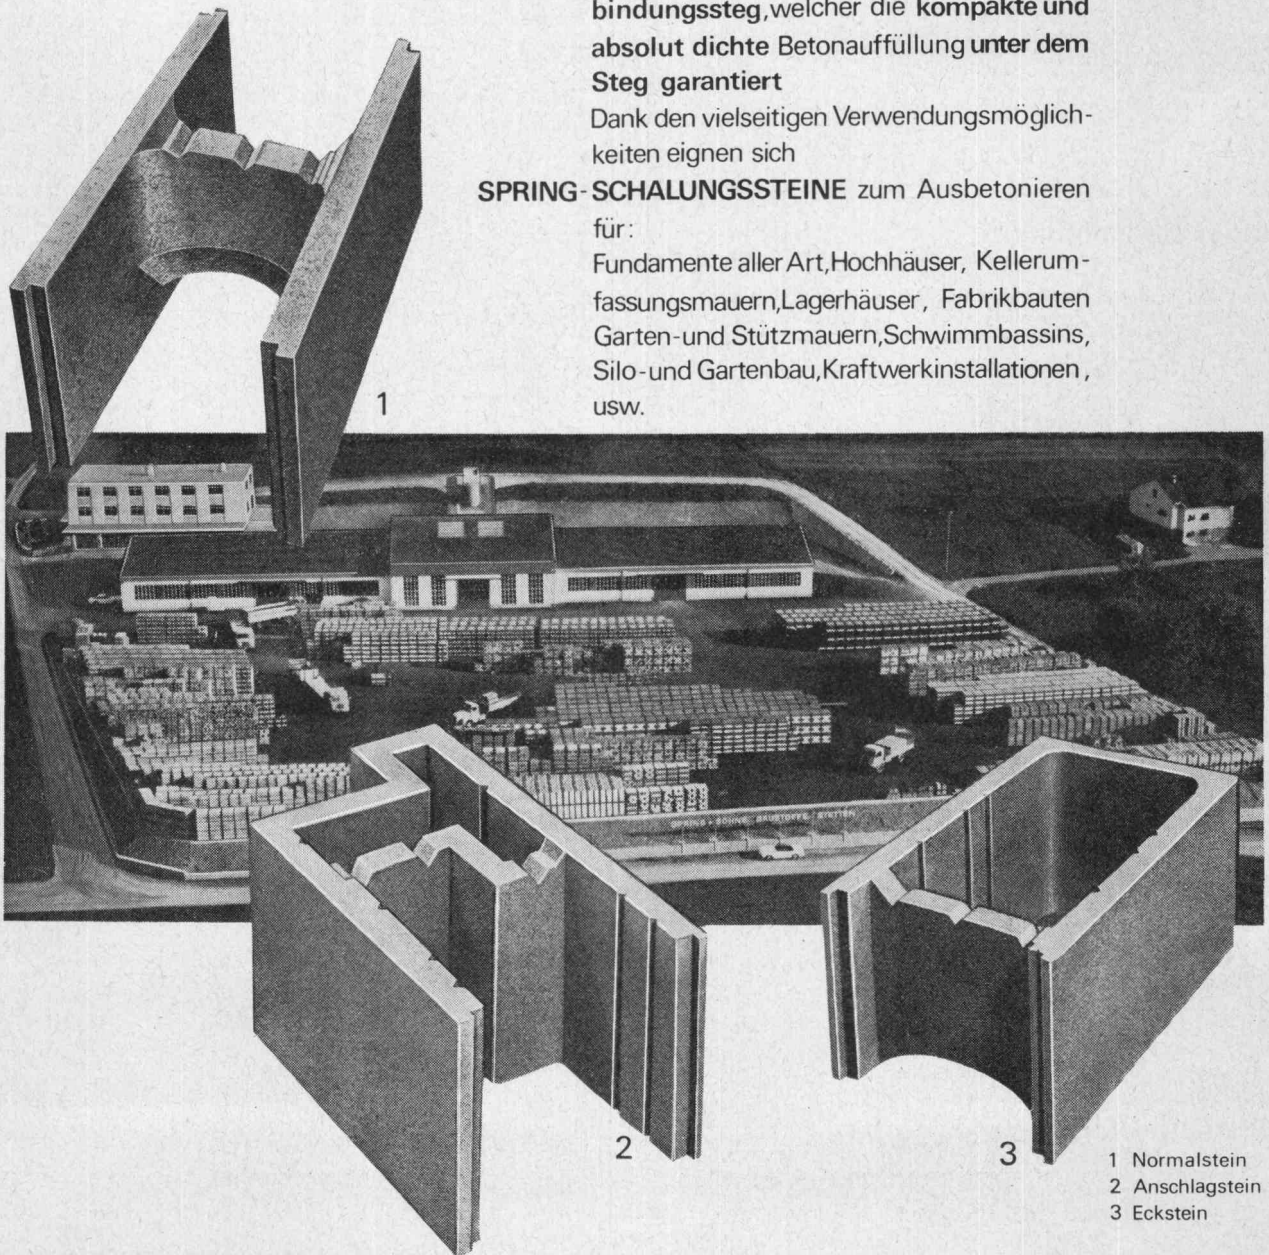 bindungssteg, welcher die kompakte und
absolut dichte Betonauffüllung unter dem
Steg garantiert
Dank den vielseitigen Verwendungsmöglich-
keiten eignen sich
SPRING-SCHALUNGSSTEINE zum Ausbetonieren
für:
Fundamente aller Art, Hochhäuser, Kellerum-
fassungsmauern, Lagerhäuser, Fabrikbauten
Garten- und Stützmauern, Schwimmbassins,
Silo- und Gartenbau, Kraftwerkinstallationen,
usw.
1
2
3
1 Normalstein
2 Anschlagstein
3 Eckstein